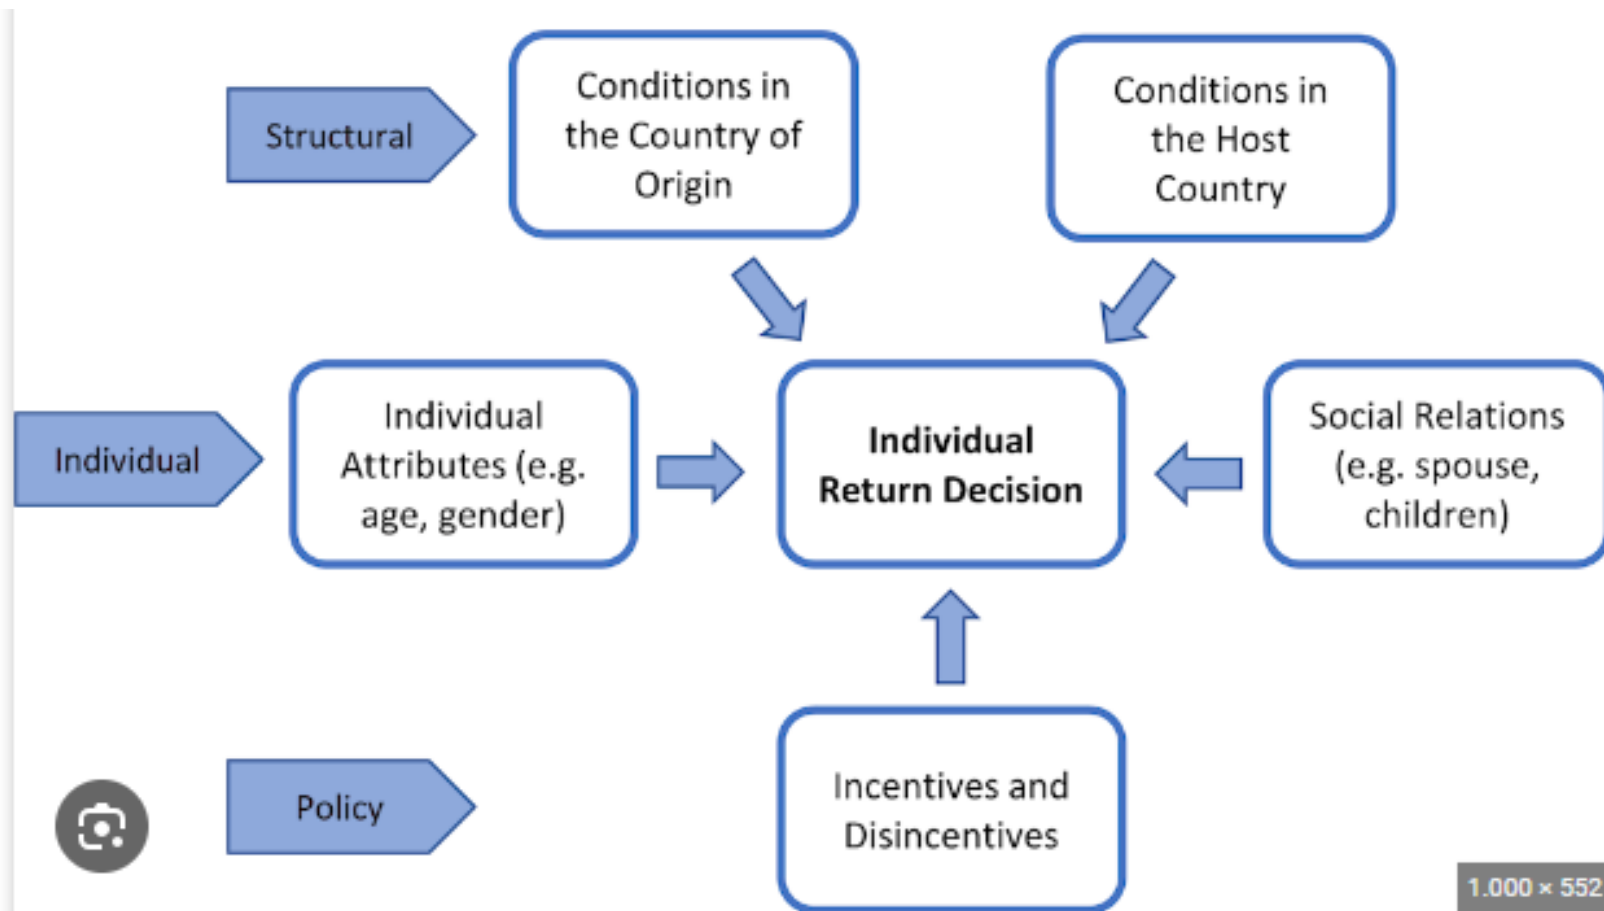 Structural
Conditions in
the Country of
Origin
Conditions in
the Host
Country
Individual
Individual
Attributes (e.g.
age, gender)
Individual
Return Decision
Social Relations
(e.g. spouse,
children)
Policy
Incentives and
Disincentives
1.000 × 552